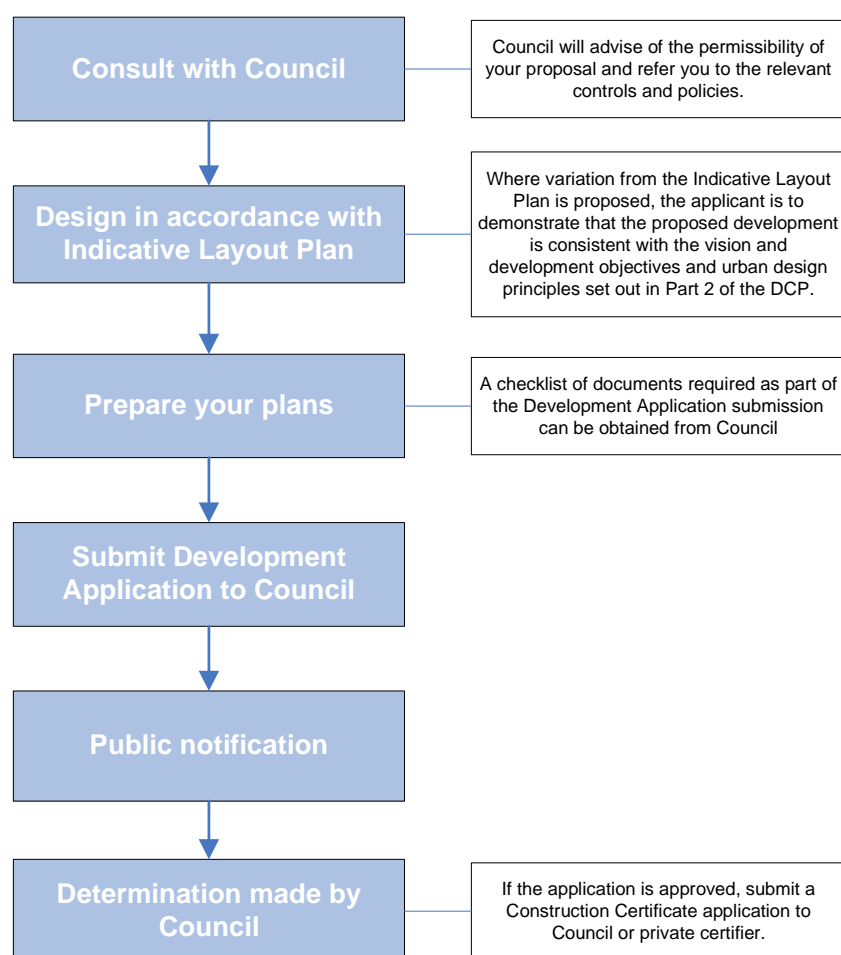 Consult with Council
Council will advise of the permissibility of
your proposal and refer you to the relevant
controls and policies.
Design in accordance with
Indicative Layout Plan
Where variation from the Indicative Layout
Plan is proposed, the applicant is to
demonstrate that the proposed development
is consistent with the vision and
development objectives and urban design
principles set out in Part 2 of the DCP.
Prepare your plans
A checklist of documents required as part of
the Development Application submission
can be obtained from Council
Submit Development
Application to Council
Public notification
Determination made by
Council
If the application is approved, submit a
Construction Certificate application to
Council or private certifier.